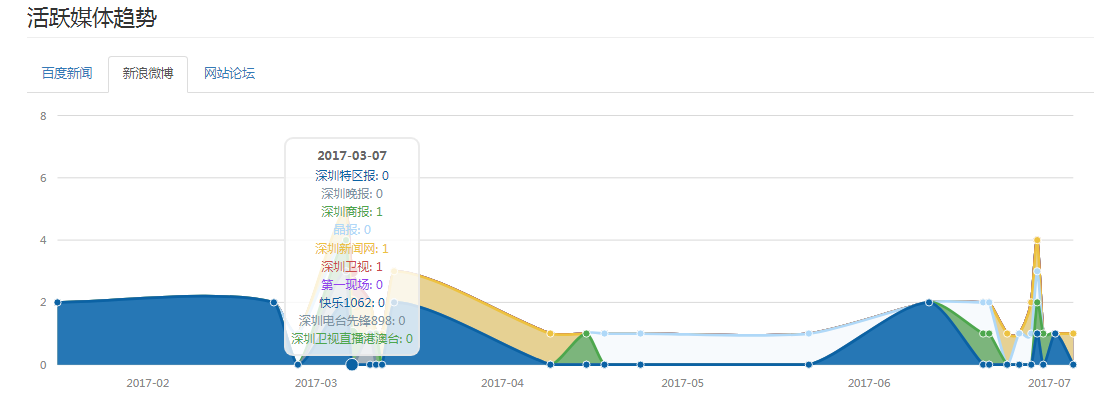 活跃媒体趋势
百度新闻 新浪微博 网站论坛
8
6
4
2
0
2017-03-07
深圳特区报: 0
深圳晚报: 0
深圳商报: 1
晶报: 0
深圳新闻网: 1
深圳卫视: 1
第一现场: 0
快乐1062: 0
深圳电台先锋898: 0
深圳卫视直播港澳台: 0
2017-02 2017-03 2017-04 2017-05 2017-06 2017-07